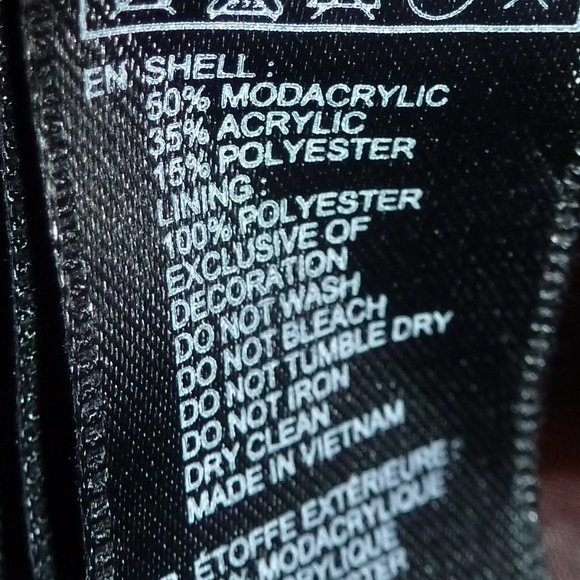 EN SHELL :
50% MODACRYLIC
35% ACRYLIC
15% POLYESTER
LINING :
100% POLYESTER
EXCLUSIVE OF
DECORATION
DO NOT WASH
DO NOT BLEACH
DO NOT TUMBLE DRY
DO NOT IRON
DRY CLEAN
MADE IN VIETNAM
ÉTOFFE EXTÉRIEURE :
MODACRYLIQUE